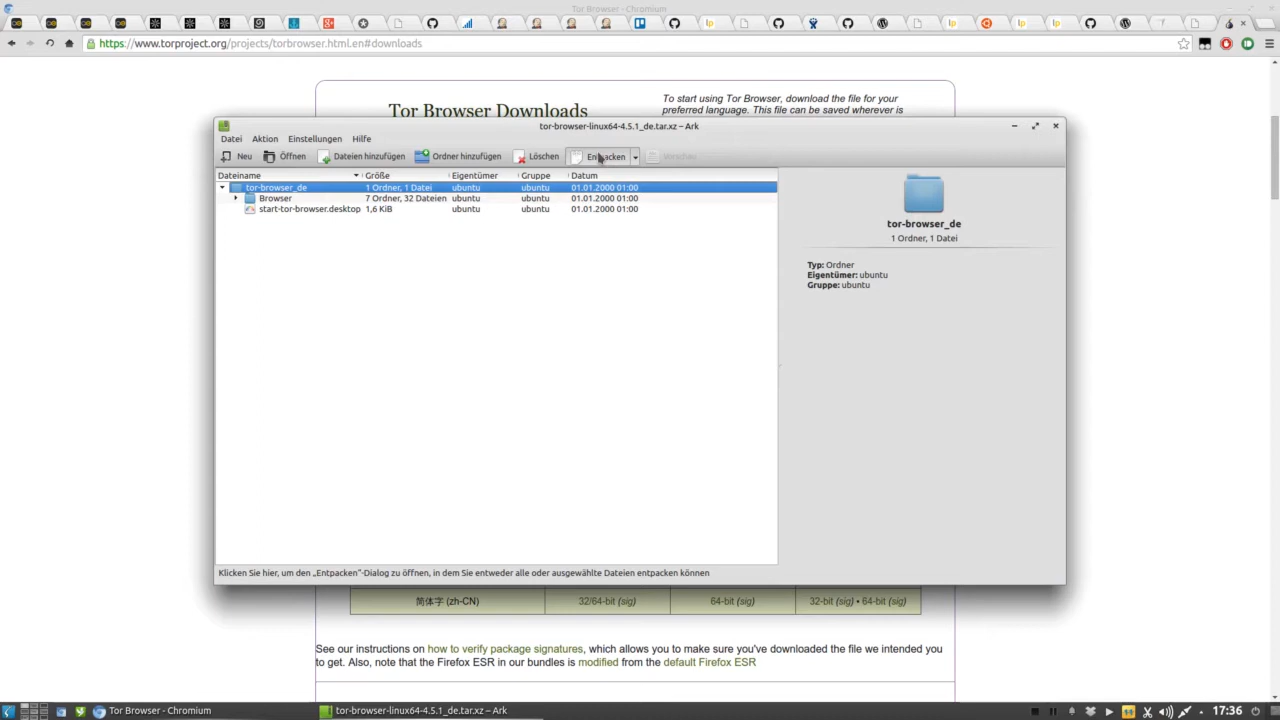 Tor Browser - Chromium
https://www.torproject.org/projects/torbrowser.html.en#downloads
Tor Browser Downloads
To start using Tor Browser, download the file for your
preferred language. This file can be saved wherever is
tor-browser-linux64-4.5.1_de.tar.xz – Ark
Datei Aktion Einstellungen Hilfe
Neu Öffnen Dateien hinzufügen Ordner hinzufügen Löschen Entpacken Vorschau
Dateiname Größe Eigentümer Gruppe Datum
tor-browser_de 1 Ordner, 1 Datei ubuntu ubuntu 01.01.2000 01:00
Browser 7 Ordner, 32 Dateien ubuntu ubuntu 01.01.2000 01:00
start-tor-browser.desktop 1,6 KiB ubuntu ubuntu 01.01.2000 01:00
tor-browser_de
1 Ordner, 1 Datei
Typ: Ordner
Eigentümer: ubuntu
Gruppe: ubuntu
Klicken Sie hier, um den „Entpacken"-Dialog zu öffnen, in dem Sie entweder alle oder ausgewählte Dateien entpacken können
简体字 (zh-CN) 32/64-bit (sig) 64-bit (sig) 32-bit (sig) • 64-bit (sig)
See our instructions on how to verify package signatures, which allows you to make sure you've downloaded the file we intended you
to get. Also, note that the Firefox ESR in our bundles is modified from the default Firefox ESR
Tor Browser - Chromium tor-browser-linux64-4.5.1_de.tar.xz – Ark 17:36